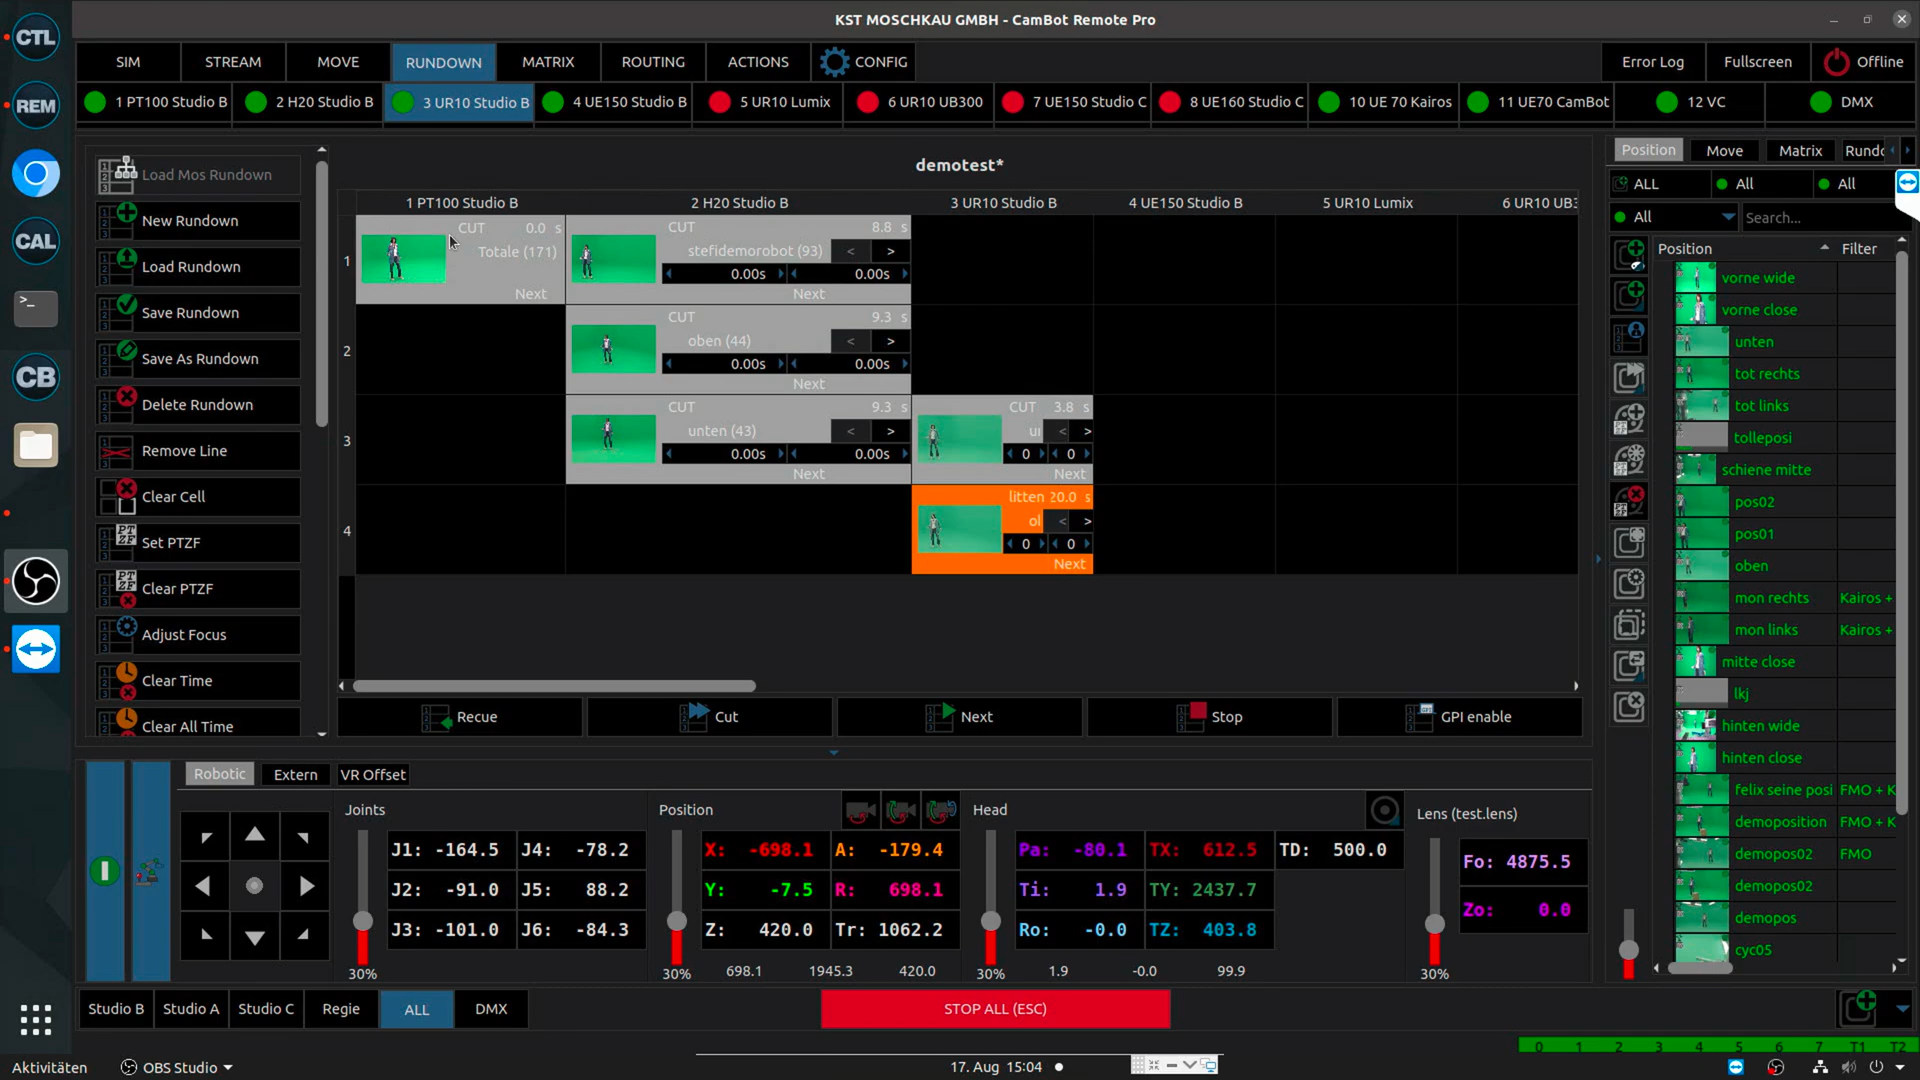 KST MOSCHKAU GMBH - CamBot Remote Pro
CTL
REM
CAL
>_
CB
SIM STREAM MOVE RUNDOWN MATRIX ROUTING ACTIONS CONFIG Error Log Fullscreen Offline
1 PT100 Studio B 2 H20 Studio B 3 UR10 Studio B 4 UE150 Studio B 5 UR10 Lumix 6 UR10 UB300 7 UE150 Studio C 8 UE160 Studio C 10 UE 70 Kairos 11 UE70 CamBot 12 VC DMX
Load Mos Rundown
New Rundown
Load Rundown
Save Rundown
Save As Rundown
Delete Rundown
Remove Line
Clear Cell
Set PTZF
Clear PTZF
Adjust Focus
Clear Time
Clear All Time
demotest*
1 PT100 Studio B 2 H20 Studio B 3 UR10 Studio B 4 UE150 Studio B 5 UR10 Lumix 6 UR10 UB3
1
CUT 0.0 s
Totale (171)
Next
CUT 8.8 s
stefidemorobot (93) < >
0.00s 0.00s
Next
2
CUT 9.3 s
oben (44) < >
0.00s 0.00s
Next
3
CUT 9.3 s
unten (43) < >
0.00s 0.00s
Next
CUT 3.8 s
< >
0 0
Next
4
litten 20.0 s
< >
0 0
Next
Recue Cut Next Stop GPI enable
Position Move Matrix Rund
ALL All All
All Search...
Position Filter
vorne wide
vorne close
unten
tot rechts
tot links
tolleposi
schiene mitte
pos02
pos01
oben
mon rechts Kairos +
mon links Kairos +
mitte close
lkj
hinten wide
hinten close
felix seine posi FMO + K
demoposition FMO + K
demopos02 FMO
demopos02
demopos
cyc05
Robotic Extern VR Offset
Joints
J1: -164.5 J4: -78.2
J2: -91.0 J5: 88.2
J3: -101.0 J6: -84.3
30%
Position
X: -698.1 A: -179.4
Y: -7.5 R: 698.1
Z: 420.0 Tr: 1062.2
30% 698.1 1945.3 420.0
Head
Pa: -80.1 TX: 612.5 TD: 500.0
Ti: 1.9 TY: 2437.7
Ro: -0.0 TZ: 403.8
30% 1.9 -0.0 99.9
Lens (test.lens)
Fo: 4875.5
Zo: 0.0
30%
Studio B Studio A Studio C Regie ALL DMX STOP ALL (ESC)
0 1 2 3 4 5 6 7 T1 T2
Aktivitäten OBS Studio 17. Aug 15:04